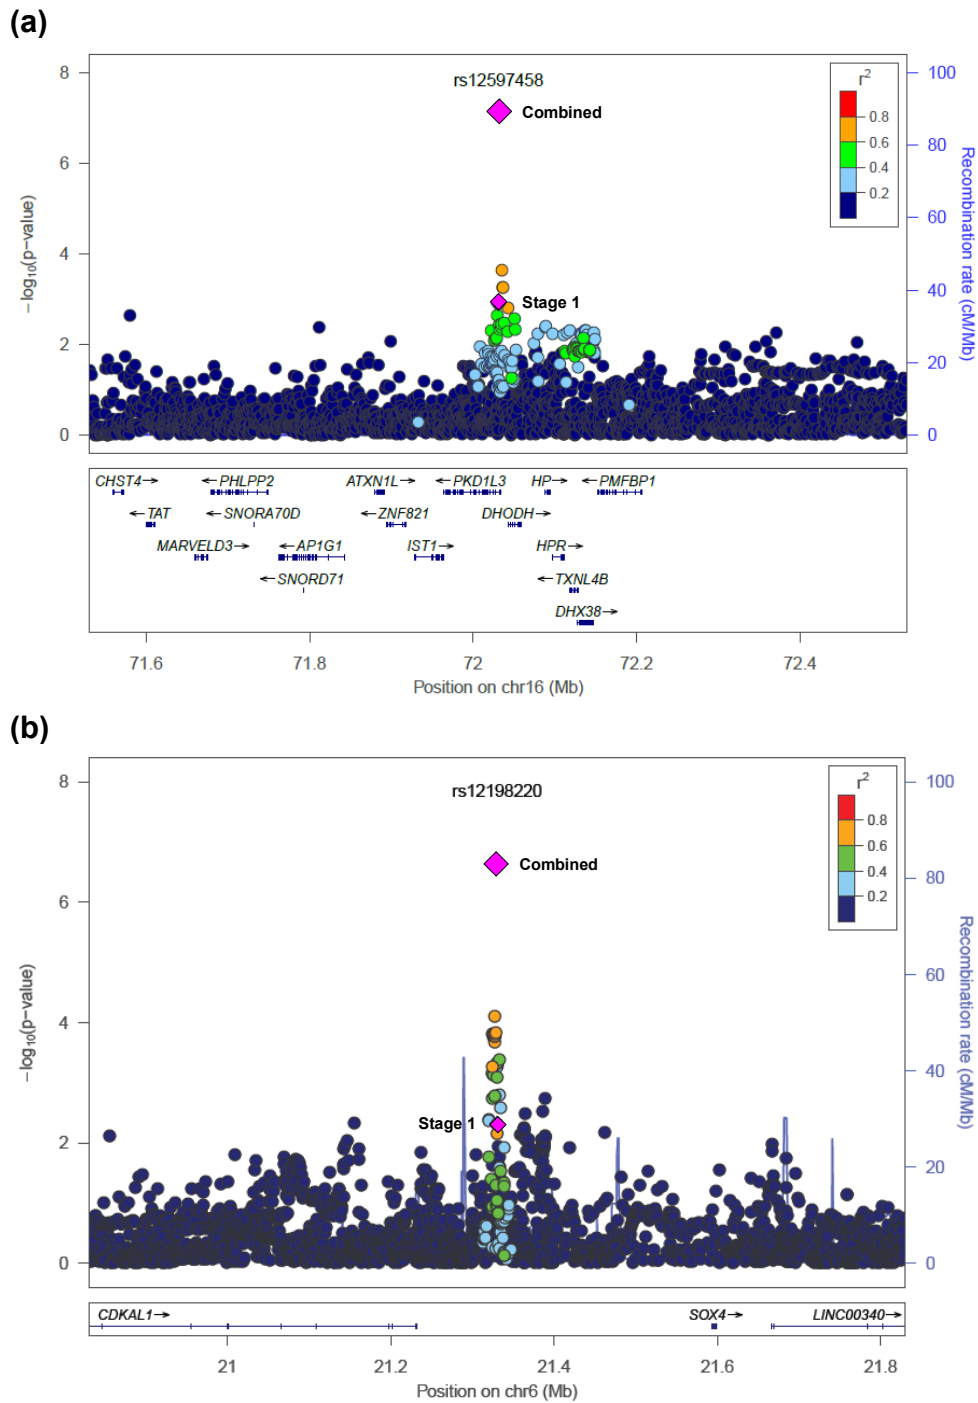 (a)
rs12597458
Combined
Stage 1
r2
0.8
0.6
0.4
0.2
8
6
4
2
0
−log10(p−value)
100
80
60
40
20
0
Recombination rate (cM/Mb)
CHST4→ ←PHLPP2 ATXN1L→ ←PKD1L3 HP→ ←PMFBP1
←TAT ←SNORA70D ←ZNF821 DHODH→
MARVELD3→ ←AP1G1 IST1→ HPR→
←SNORD71 ←TXNL4B
DHX38→
71.6 71.8 72 72.2 72.4
Position on chr16 (Mb)
(b)
rs12198220
Combined
Stage 1
r2
0.8
0.6
0.4
0.2
8
6
4
2
0
−log10(p−value)
100
80
60
40
20
0
Recombination rate (cM/Mb)
CDKAL1→ SOX4→ LINC00340→
21 21.2 21.4 21.6 21.8
Position on chr6 (Mb)